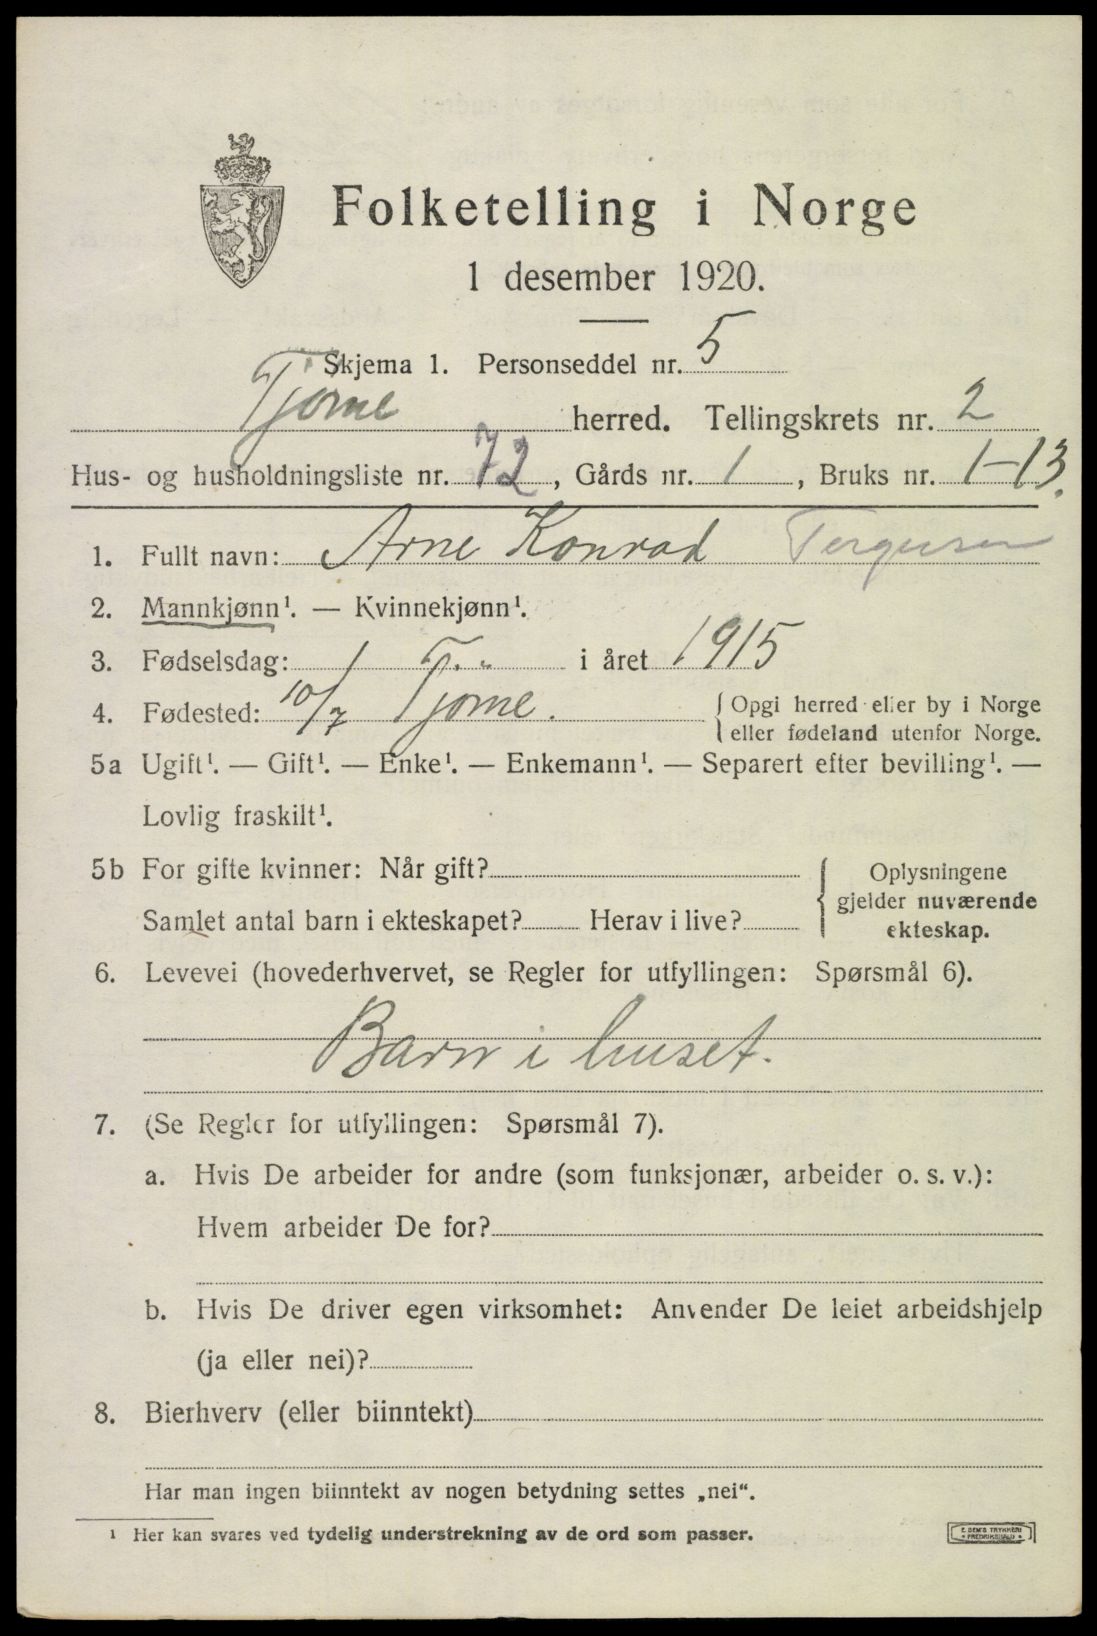 Folketelling i Norge
1 desember 1920.
Skjema 1. Personseddel nr. 5
Tjöme herred. Tellingskrets nr. 2
Hus- og husholdningsliste nr. 72, Gårds nr. 1, Bruks nr. 1-13.
1. Fullt navn: Arne Konrad Tergersen
2. Mannkjønn¹. — Kvinnekjønn¹.
3. Fødselsdag: i året 1915
4. Fødested: 10/7 Tjöme. { Opgi herred eller by i Norge
eller fødeland utenfor Norge.
5a Ugift¹. — Gift¹. — Enke¹. — Enkemann¹. — Separert efter bevilling¹. —
Lovlig fraskilt¹.
5b For gifte kvinner: Når gift?
Samlet antal barn i ekteskapet? Herav i live?
{ Oplysningene
gjelder nuværende
ekteskap.
6. Levevei (hovederhvervet, se Regler for utfyllingen: Spørsmål 6).
Barn i huset.
7. (Se Regler for utfyllingen: Spørsmål 7).
a. Hvis De arbeider for andre (som funksjonær, arbeider o. s. v.):
Hvem arbeider De for?
b. Hvis De driver egen virksomhet: Anvender De leiet arbeidshjelp
(ja eller nei)?
8. Bierhverv (eller biinntekt)
Har man ingen biinntekt av nogen betydning settes „nei“.
¹ Her kan svares ved tydelig understrekning av de ord som passer.
E. SEM'S TRYKKERI
FREDRIKSHALD